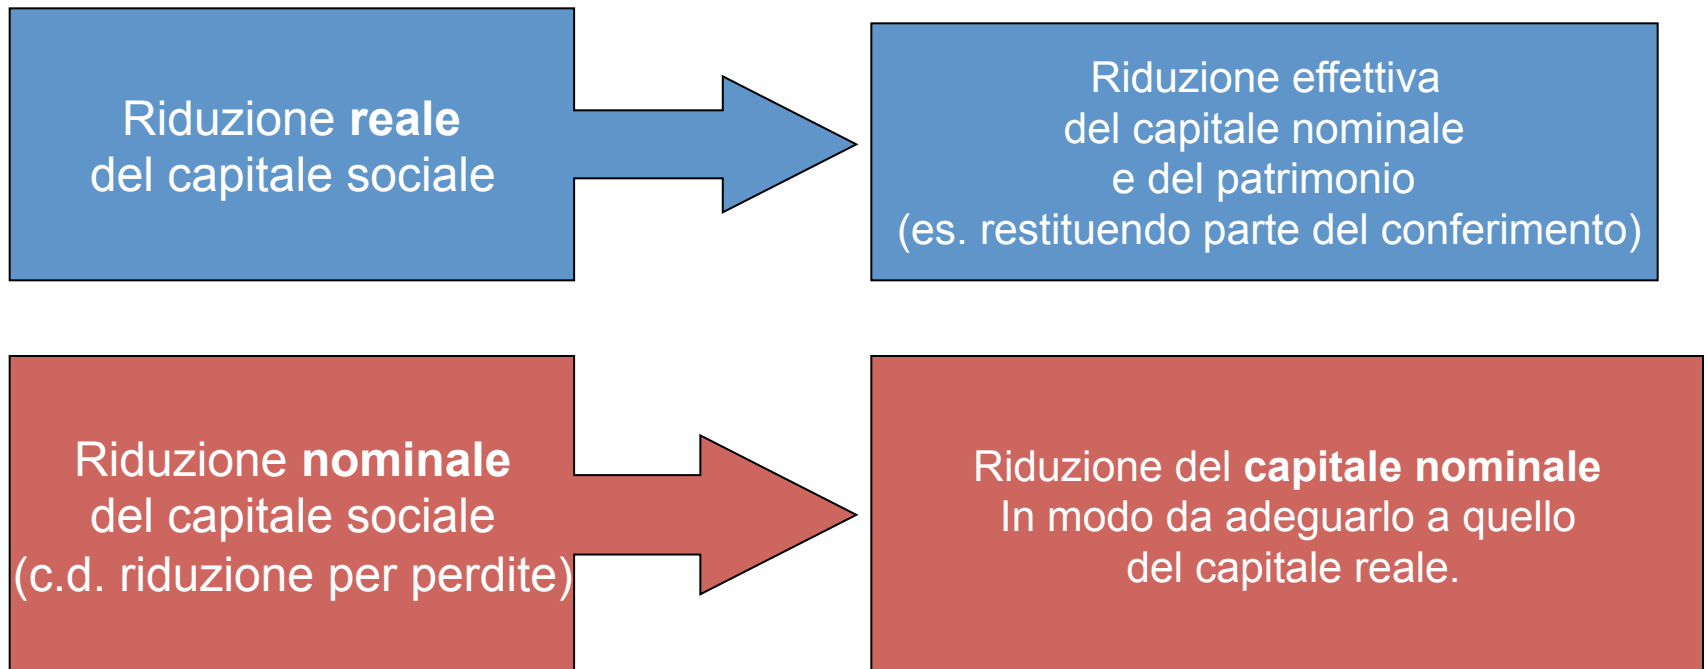 Riduzione reale
del capitale sociale
Riduzione effettiva
del capitale nominale
e del patrimonio
(es. restituendo parte del conferimento)
Riduzione nominale
del capitale sociale
(c.d. riduzione per perdite)
Riduzione del capitale nominale
In modo da adeguarlo a quello
del capitale reale.